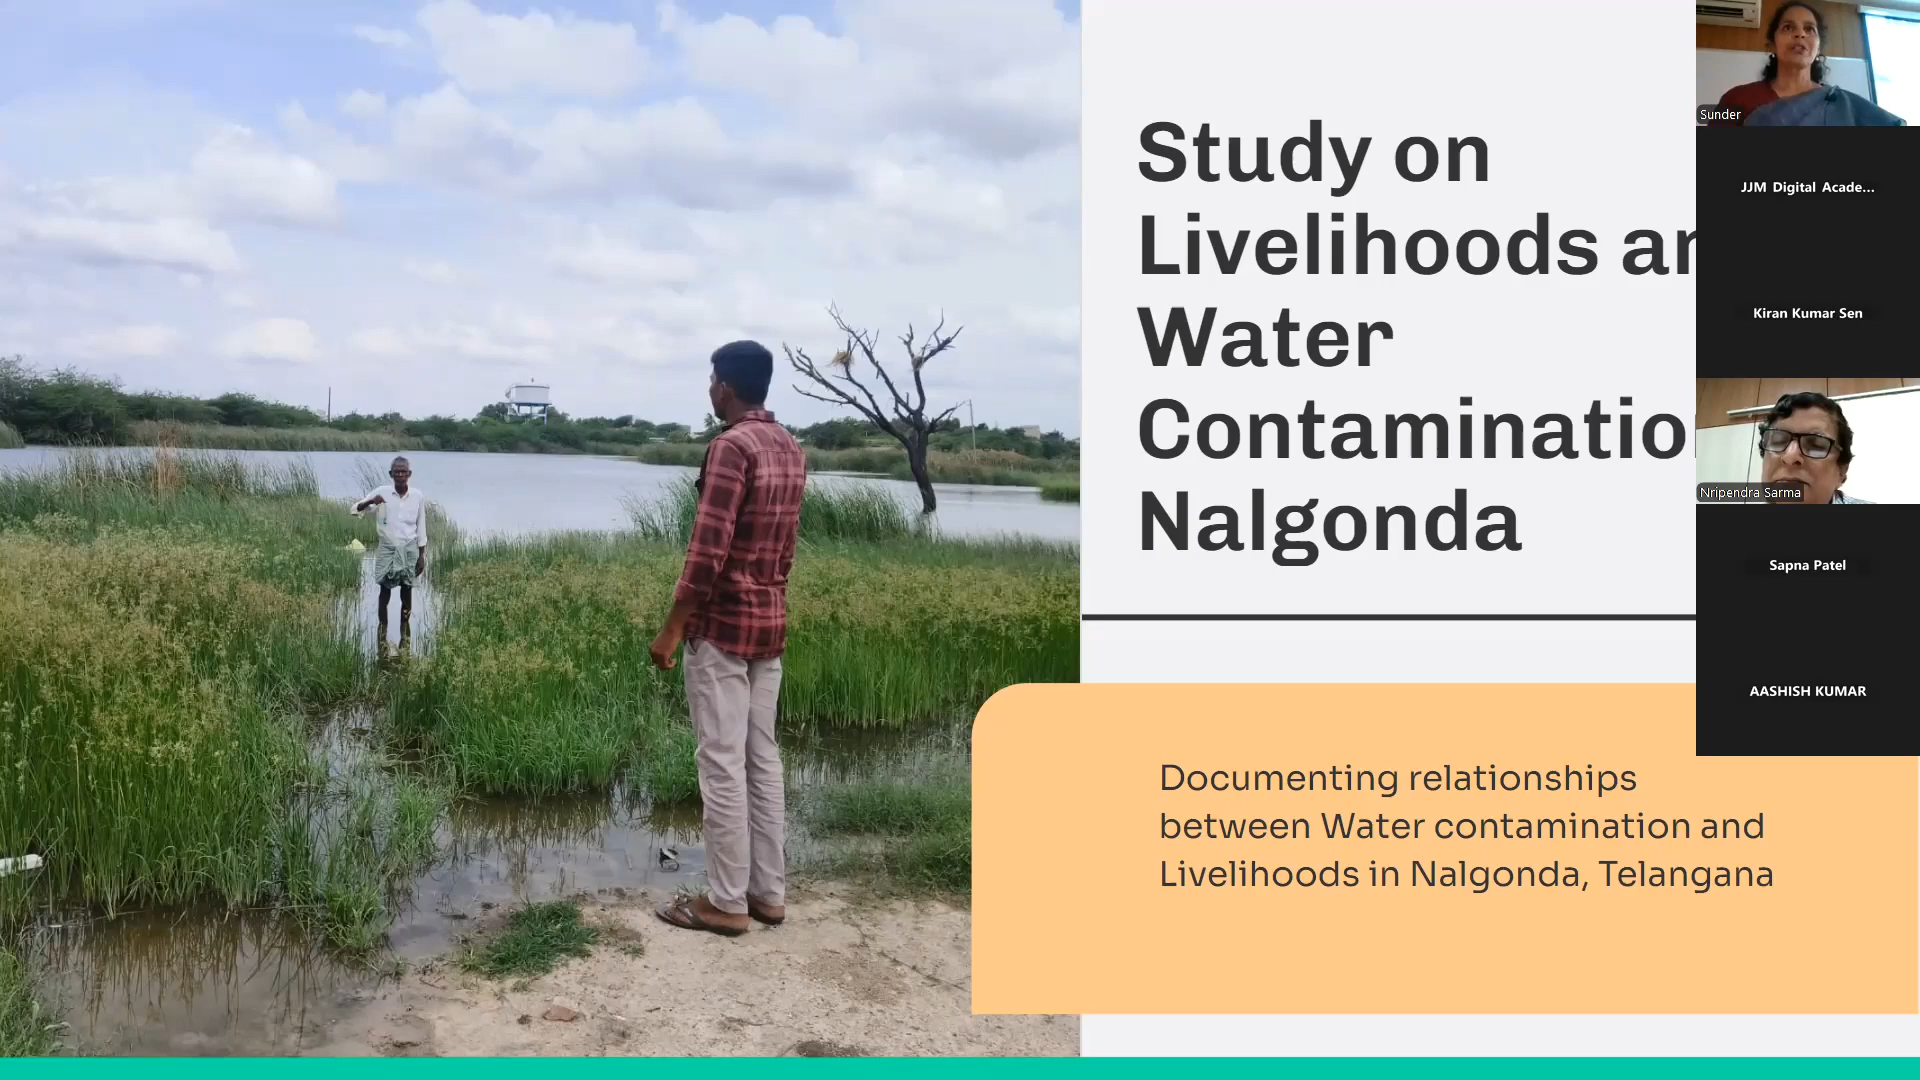 Study on
Livelihoods an
Water
Contaminatio
Nalgonda
Documenting relationships
between Water contamination and
Livelihoods in Nalgonda, Telangana
Sunder
JJM Digital Acade...
Kiran Kumar Sen
Nripendra Sarma
Sapna Patel
AASHISH KUMAR